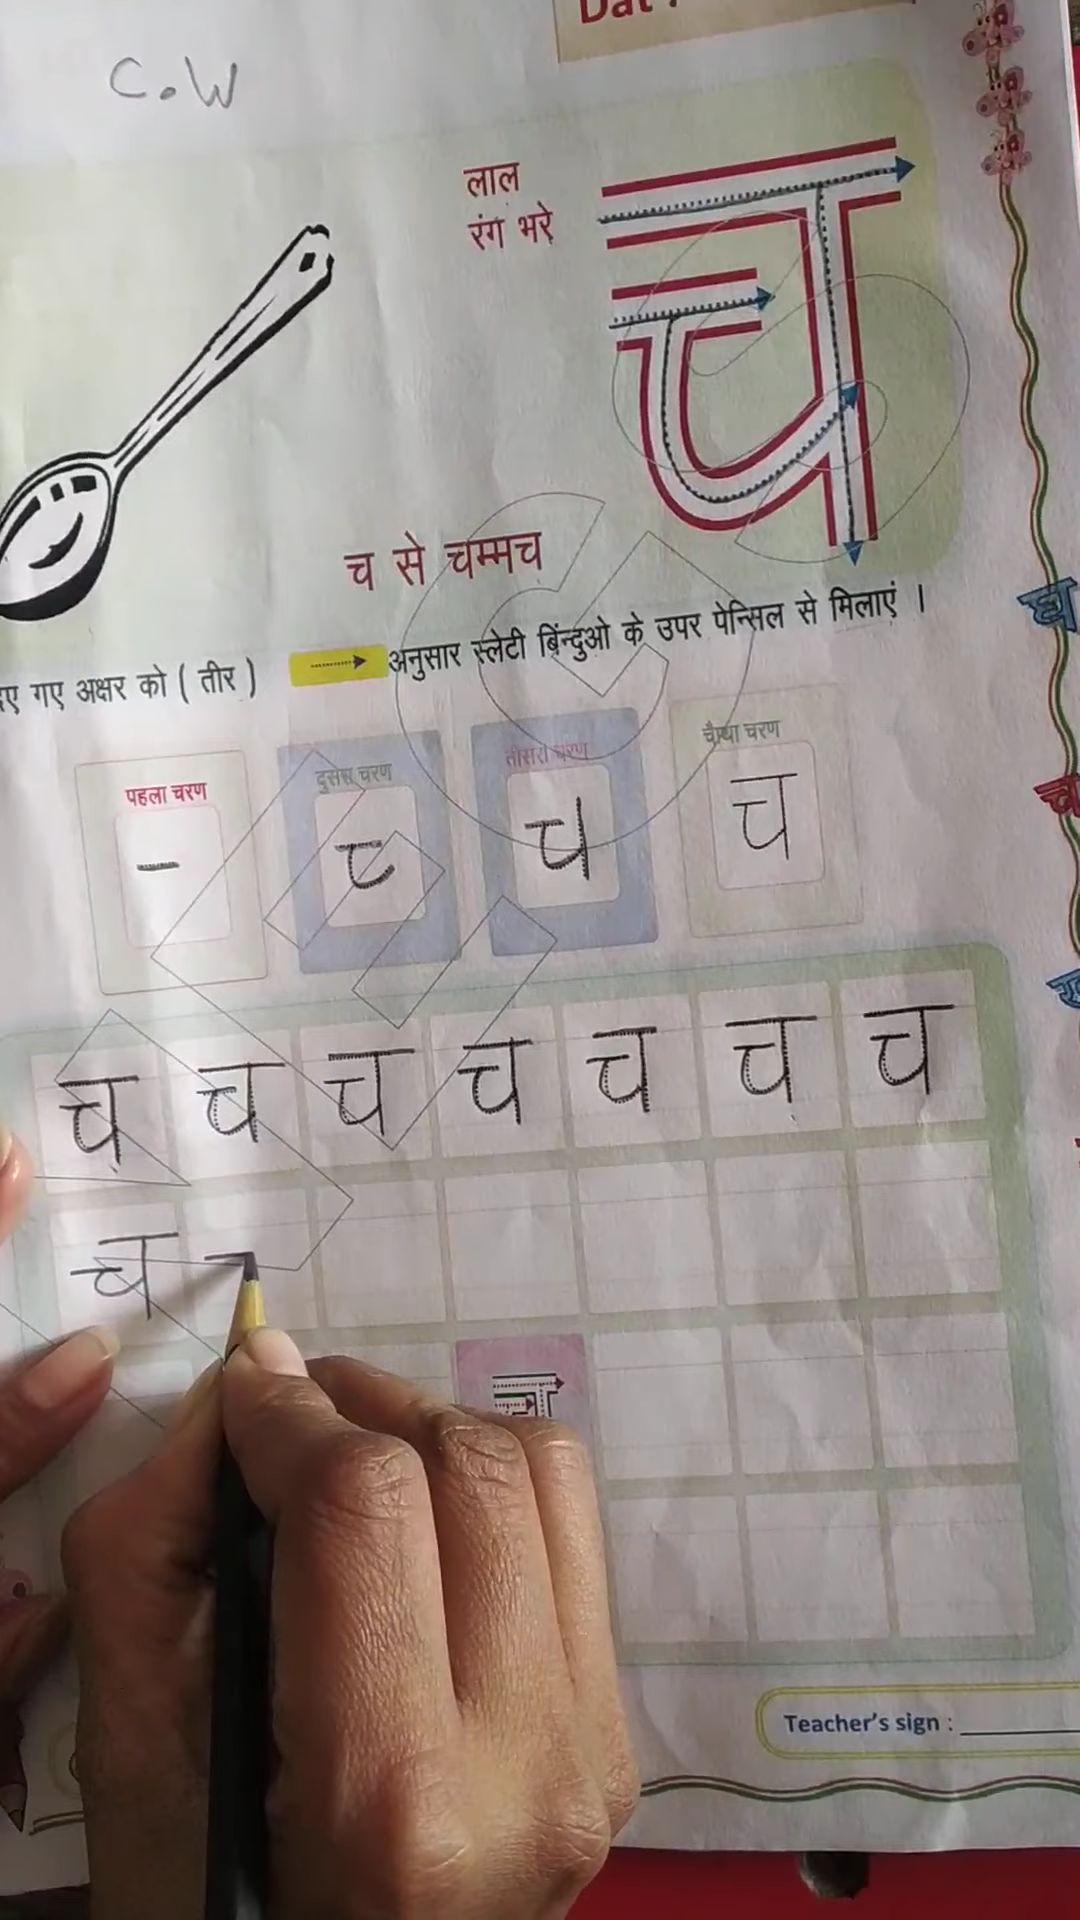 C.W
लाल
रंग भरे
च
च से चम्मच
गए अक्षर को ( तीर ) अनुसार स्लेटी बिंन्दुओ के उपर पेन्सिल से मिलाएं ।
पहला चरण दुसरा चरण तीसरा चरण चौथा चरण
च च
च च च च च च च
च
च
Teacher's sign :
घ
च